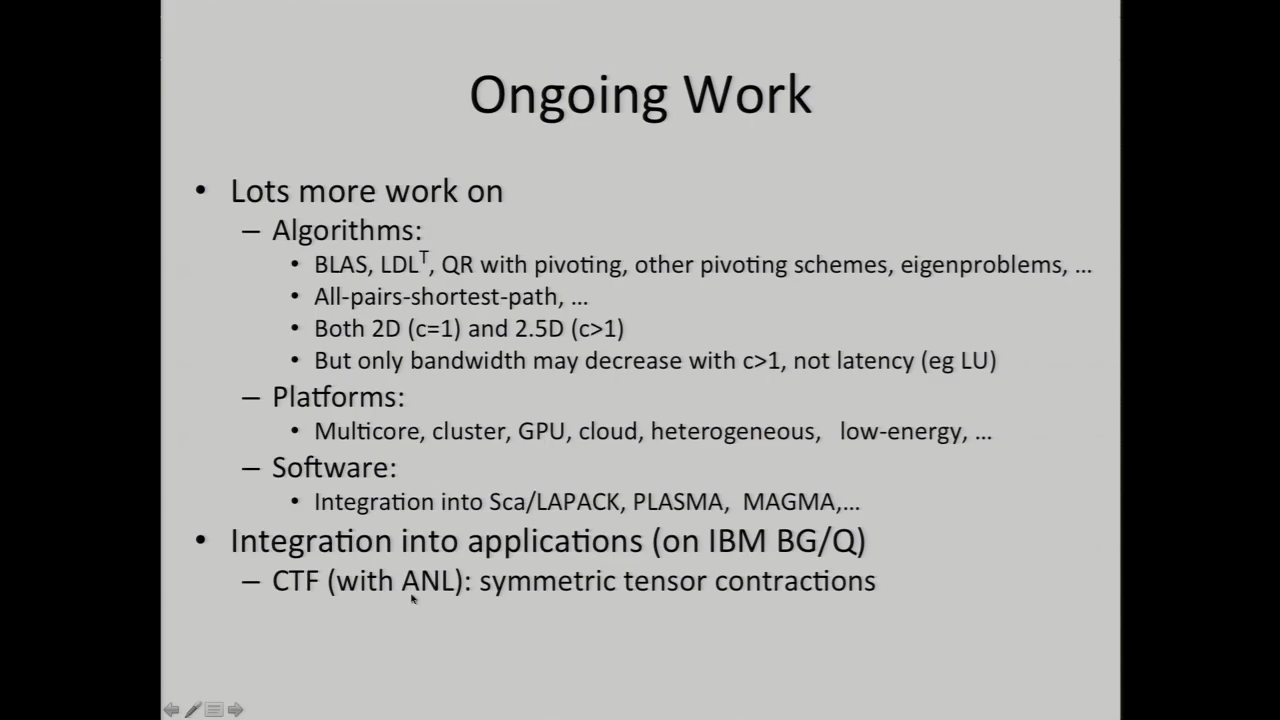 Ongoing Work
• Lots more work on
– Algorithms:
• BLAS, LDLᵀ, QR with pivoting, other pivoting schemes, eigenproblems, ...
• All-pairs-shortest-path, ...
• Both 2D (c=1) and 2.5D (c>1)
• But only bandwidth may decrease with c>1, not latency (eg LU)
– Platforms:
• Multicore, cluster, GPU, cloud, heterogeneous, low-energy, ...
– Software:
• Integration into Sca/LAPACK, PLASMA, MAGMA,...
• Integration into applications (on IBM BG/Q)
– CTF (with ANL): symmetric tensor contractions